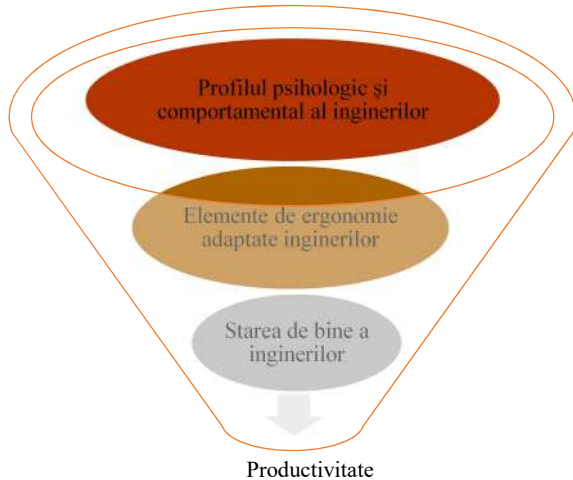 Profilul psihologic și
comportamental al inginerilor
Elemente de ergonomie
adaptate inginerilor
Starea de bine a
inginerilor
Productivitate